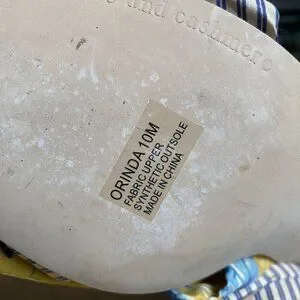 and cashmere
ORINDA 10M
FABRIC UPPER
SYNTHETIC OUTSOLE
MADE IN CHINA